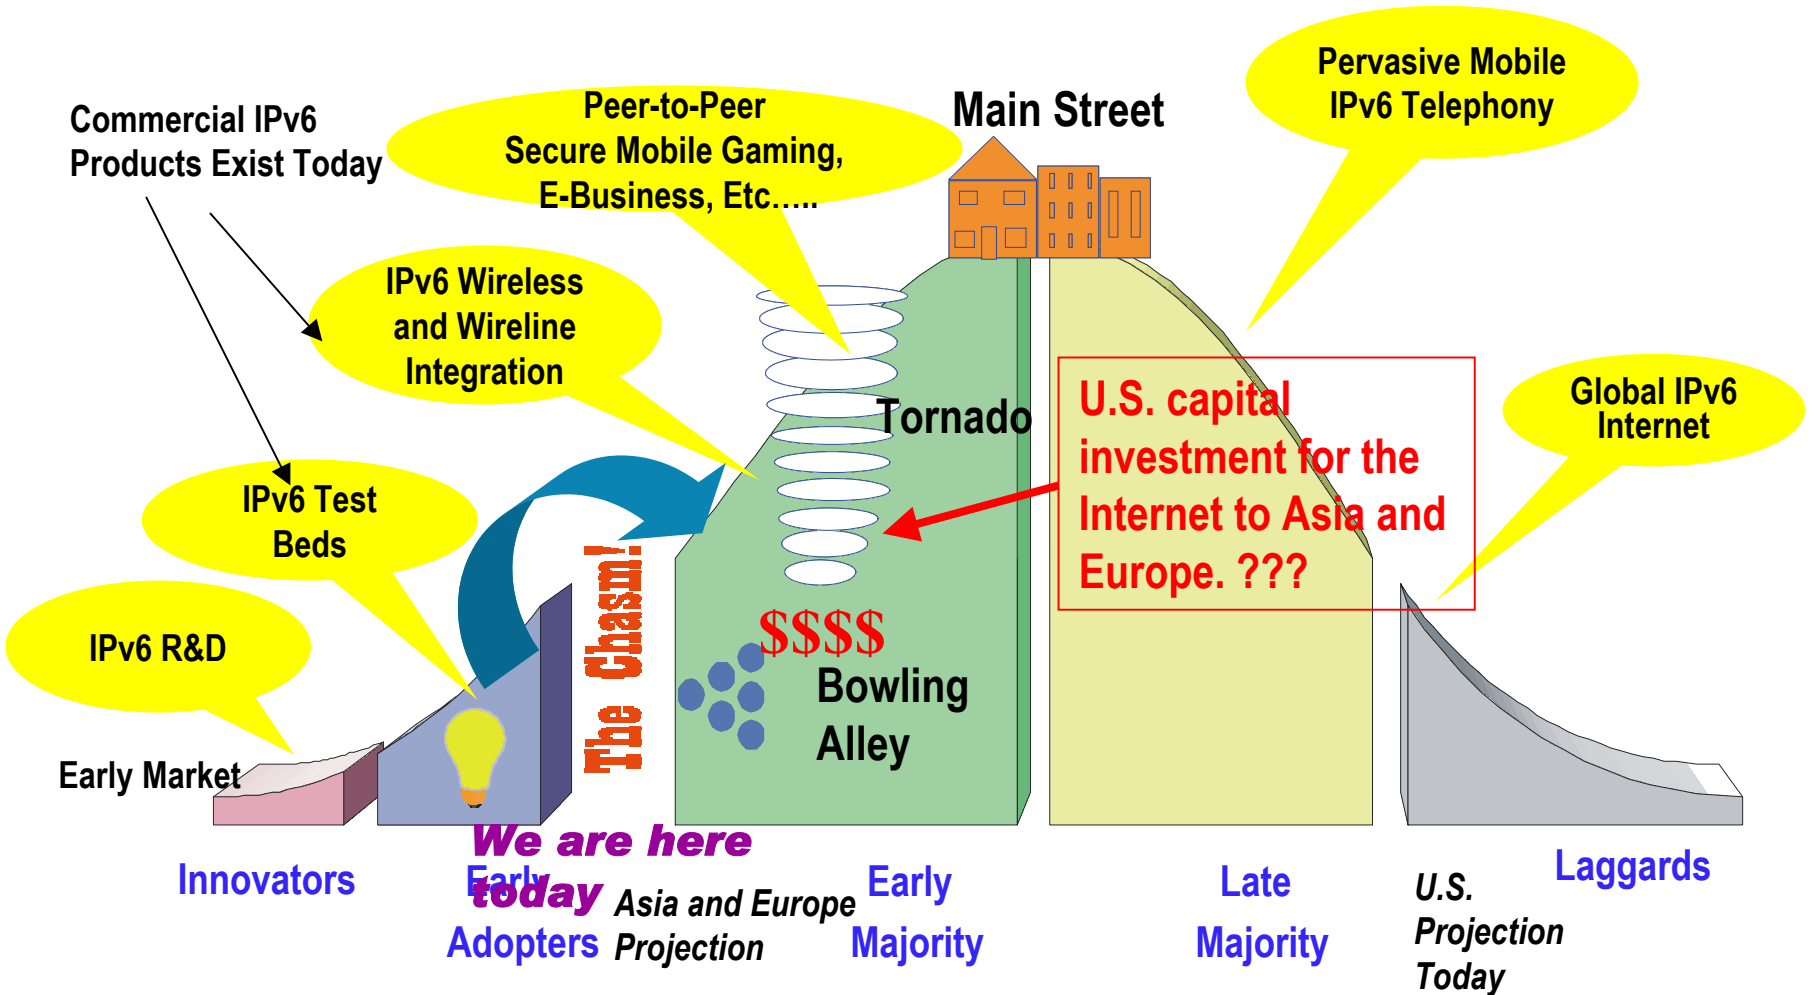 Pervasive Mobile
IPv6 Telephony
Main Street
Peer-to-Peer
Secure Mobile Gaming,
E-Business, Etc…..
Commercial IPv6
Products Exist Today
IPv6 Wireless
and Wireline
Integration
Tornado
U.S. capital
investment for the
Internet to Asia and
Europe. ???
Global IPv6
Internet
IPv6 Test
Beds
The Chasm!
IPv6 R&D
$$$$
Bowling
Alley
Early Market
We are here
today
Innovators
Early
Adopters
Asia and Europe
Projection
Early
Majority
Late
Majority
U.S.
Projection
Today
Laggards